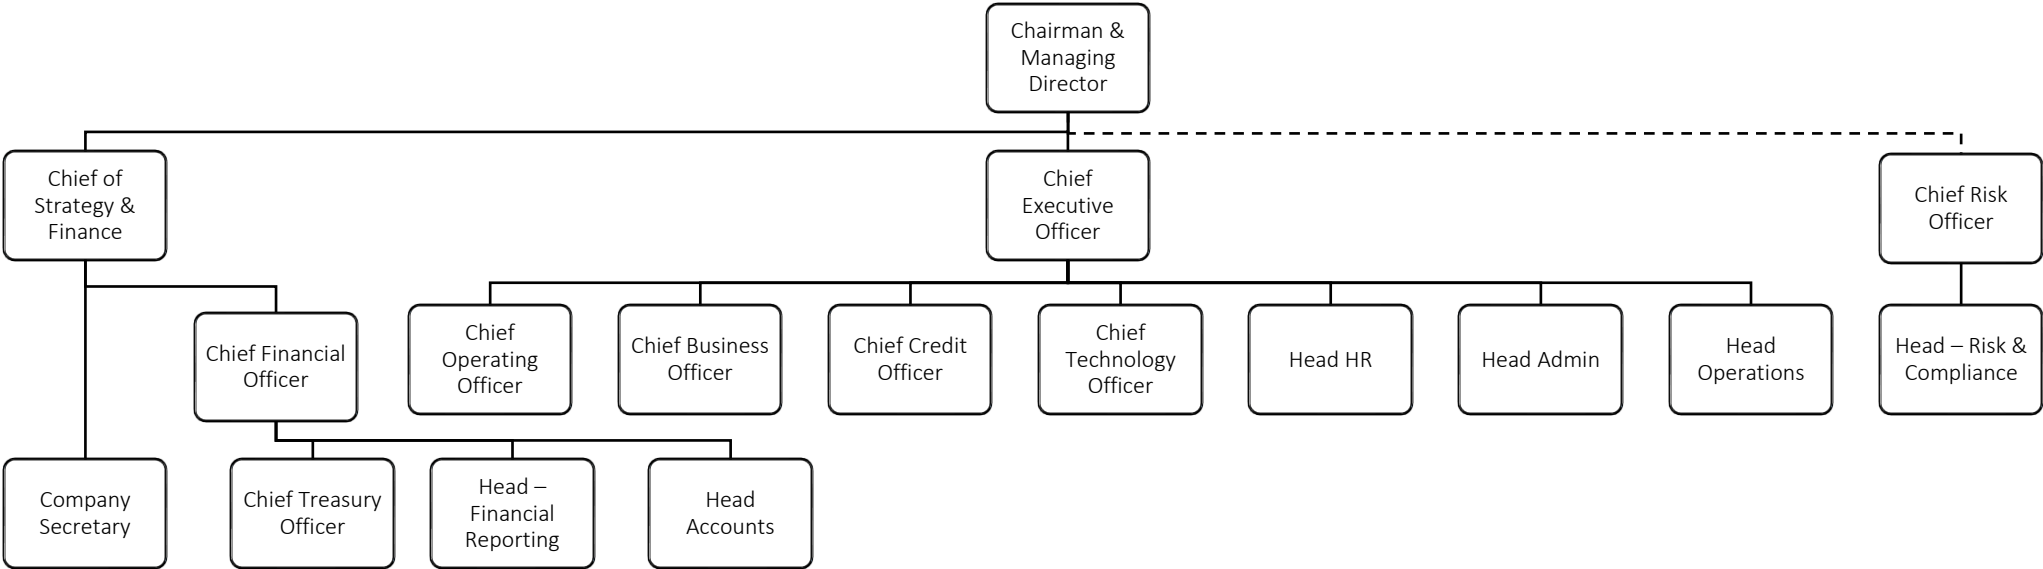 Chairman &
Managing
Director
Chief of
Strategy &
Finance
Chief
Executive
Officer
Chief Risk
Officer
Chief Financial
Officer
Chief
Operating
Officer
Chief Business
Officer
Chief Credit
Officer
Chief
Technology
Officer
Head HR
Head Admin
Head
Operations
Head – Risk &
Compliance
Company
Secretary
Chief Treasury
Officer
Head –
Financial
Reporting
Head
Accounts